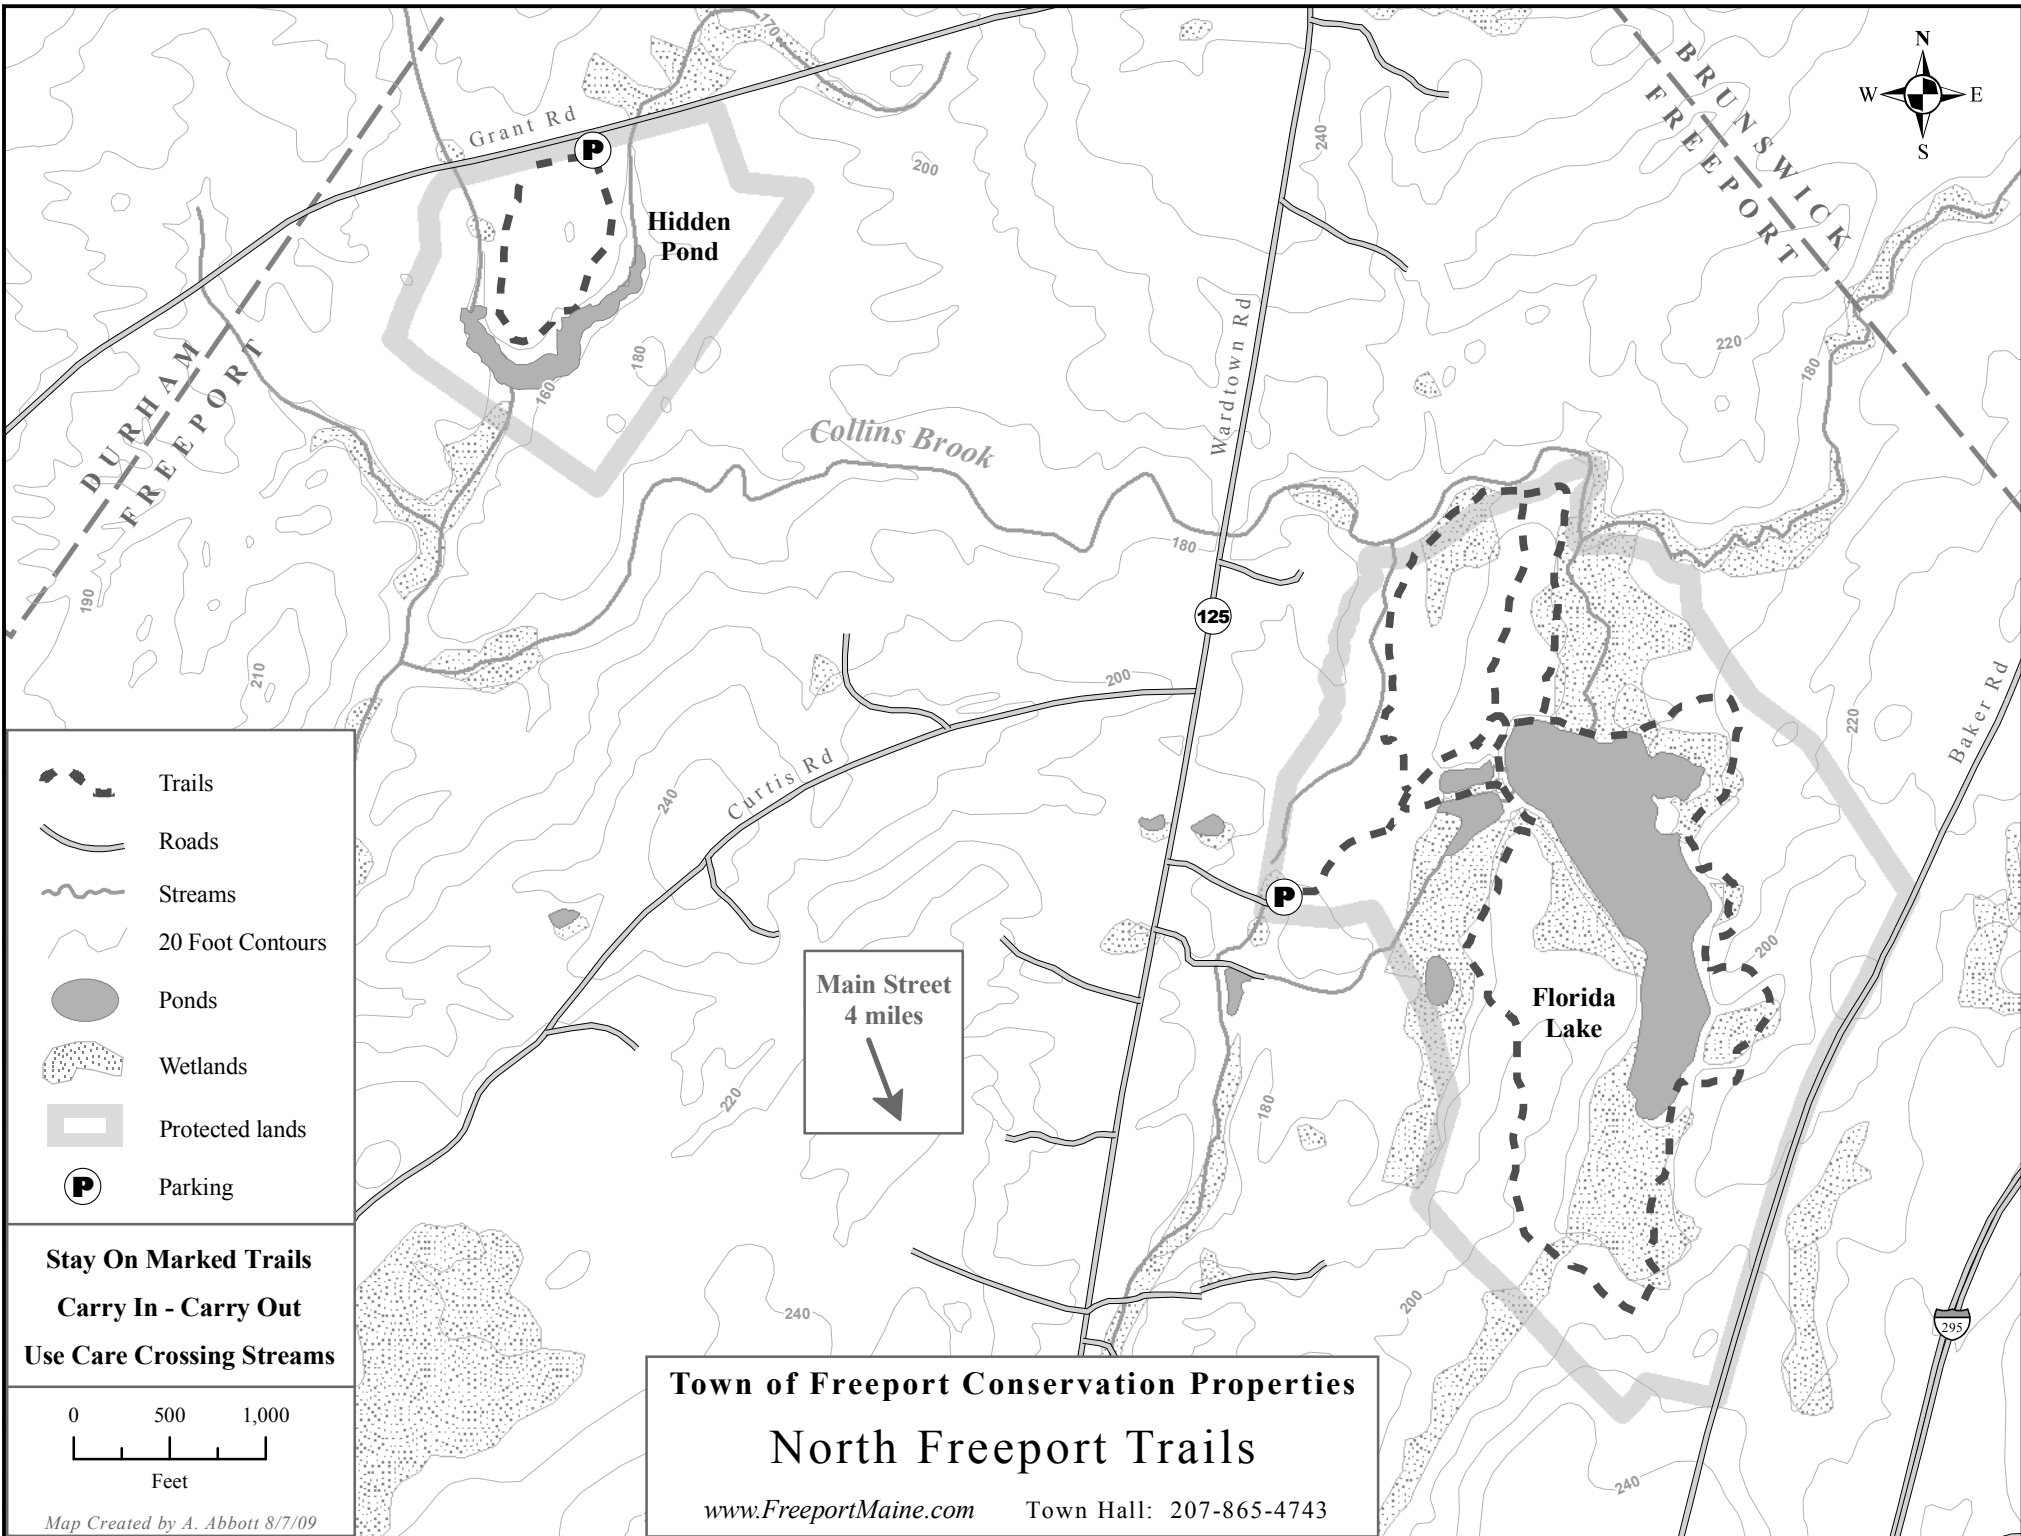 170
Grant Rd
P
Hidden
Pond
200
240
BRUNSWICK
FREEPORT
N
W
E
S
DURHAM
FREEPORT
180
160
Collins Brook
Wardtown Rd
180
220
180
190
210
125
200
Curtis Rd
240
220
Baker Rd
P
200
Florida
Lake
Main Street
4 miles
220
180
200
240
240
295
Trails
Roads
Streams
20 Foot Contours
Ponds
Wetlands
Protected lands
P
Parking
Stay On Marked Trails
Carry In - Carry Out
Use Care Crossing Streams
0 500 1,000
Feet
Map Created by A. Abbott 8/7/09
Town of Freeport Conservation Properties
North Freeport Trails
www.FreeportMaine.com Town Hall: 207-865-4743